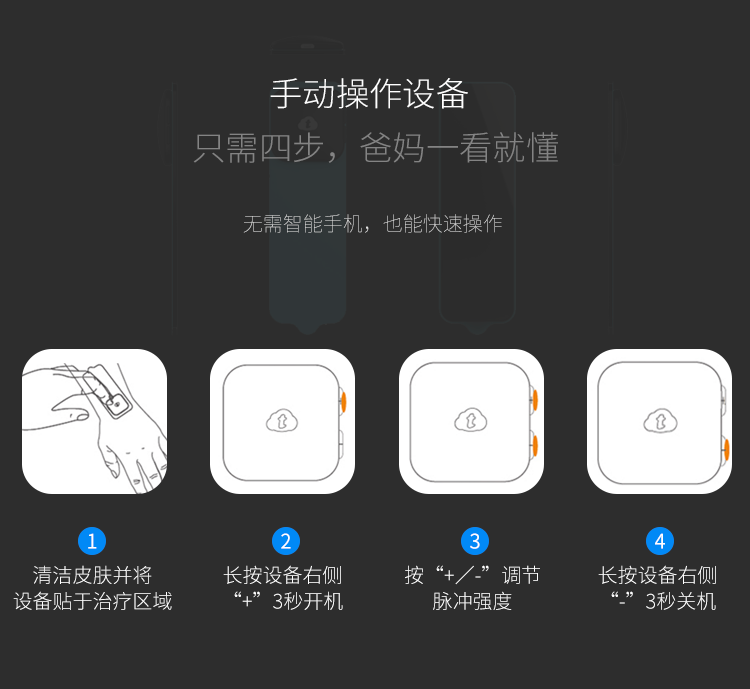 手动操作设备
只需四步，爸妈一看就懂
无需智能手机，也能快速操作
1
清洁皮肤并将
设备贴于治疗区域
2
长按设备右侧
“+”3秒开机
3
按“+／-”调节
脉冲强度
4
长按设备右侧
“-”3秒关机